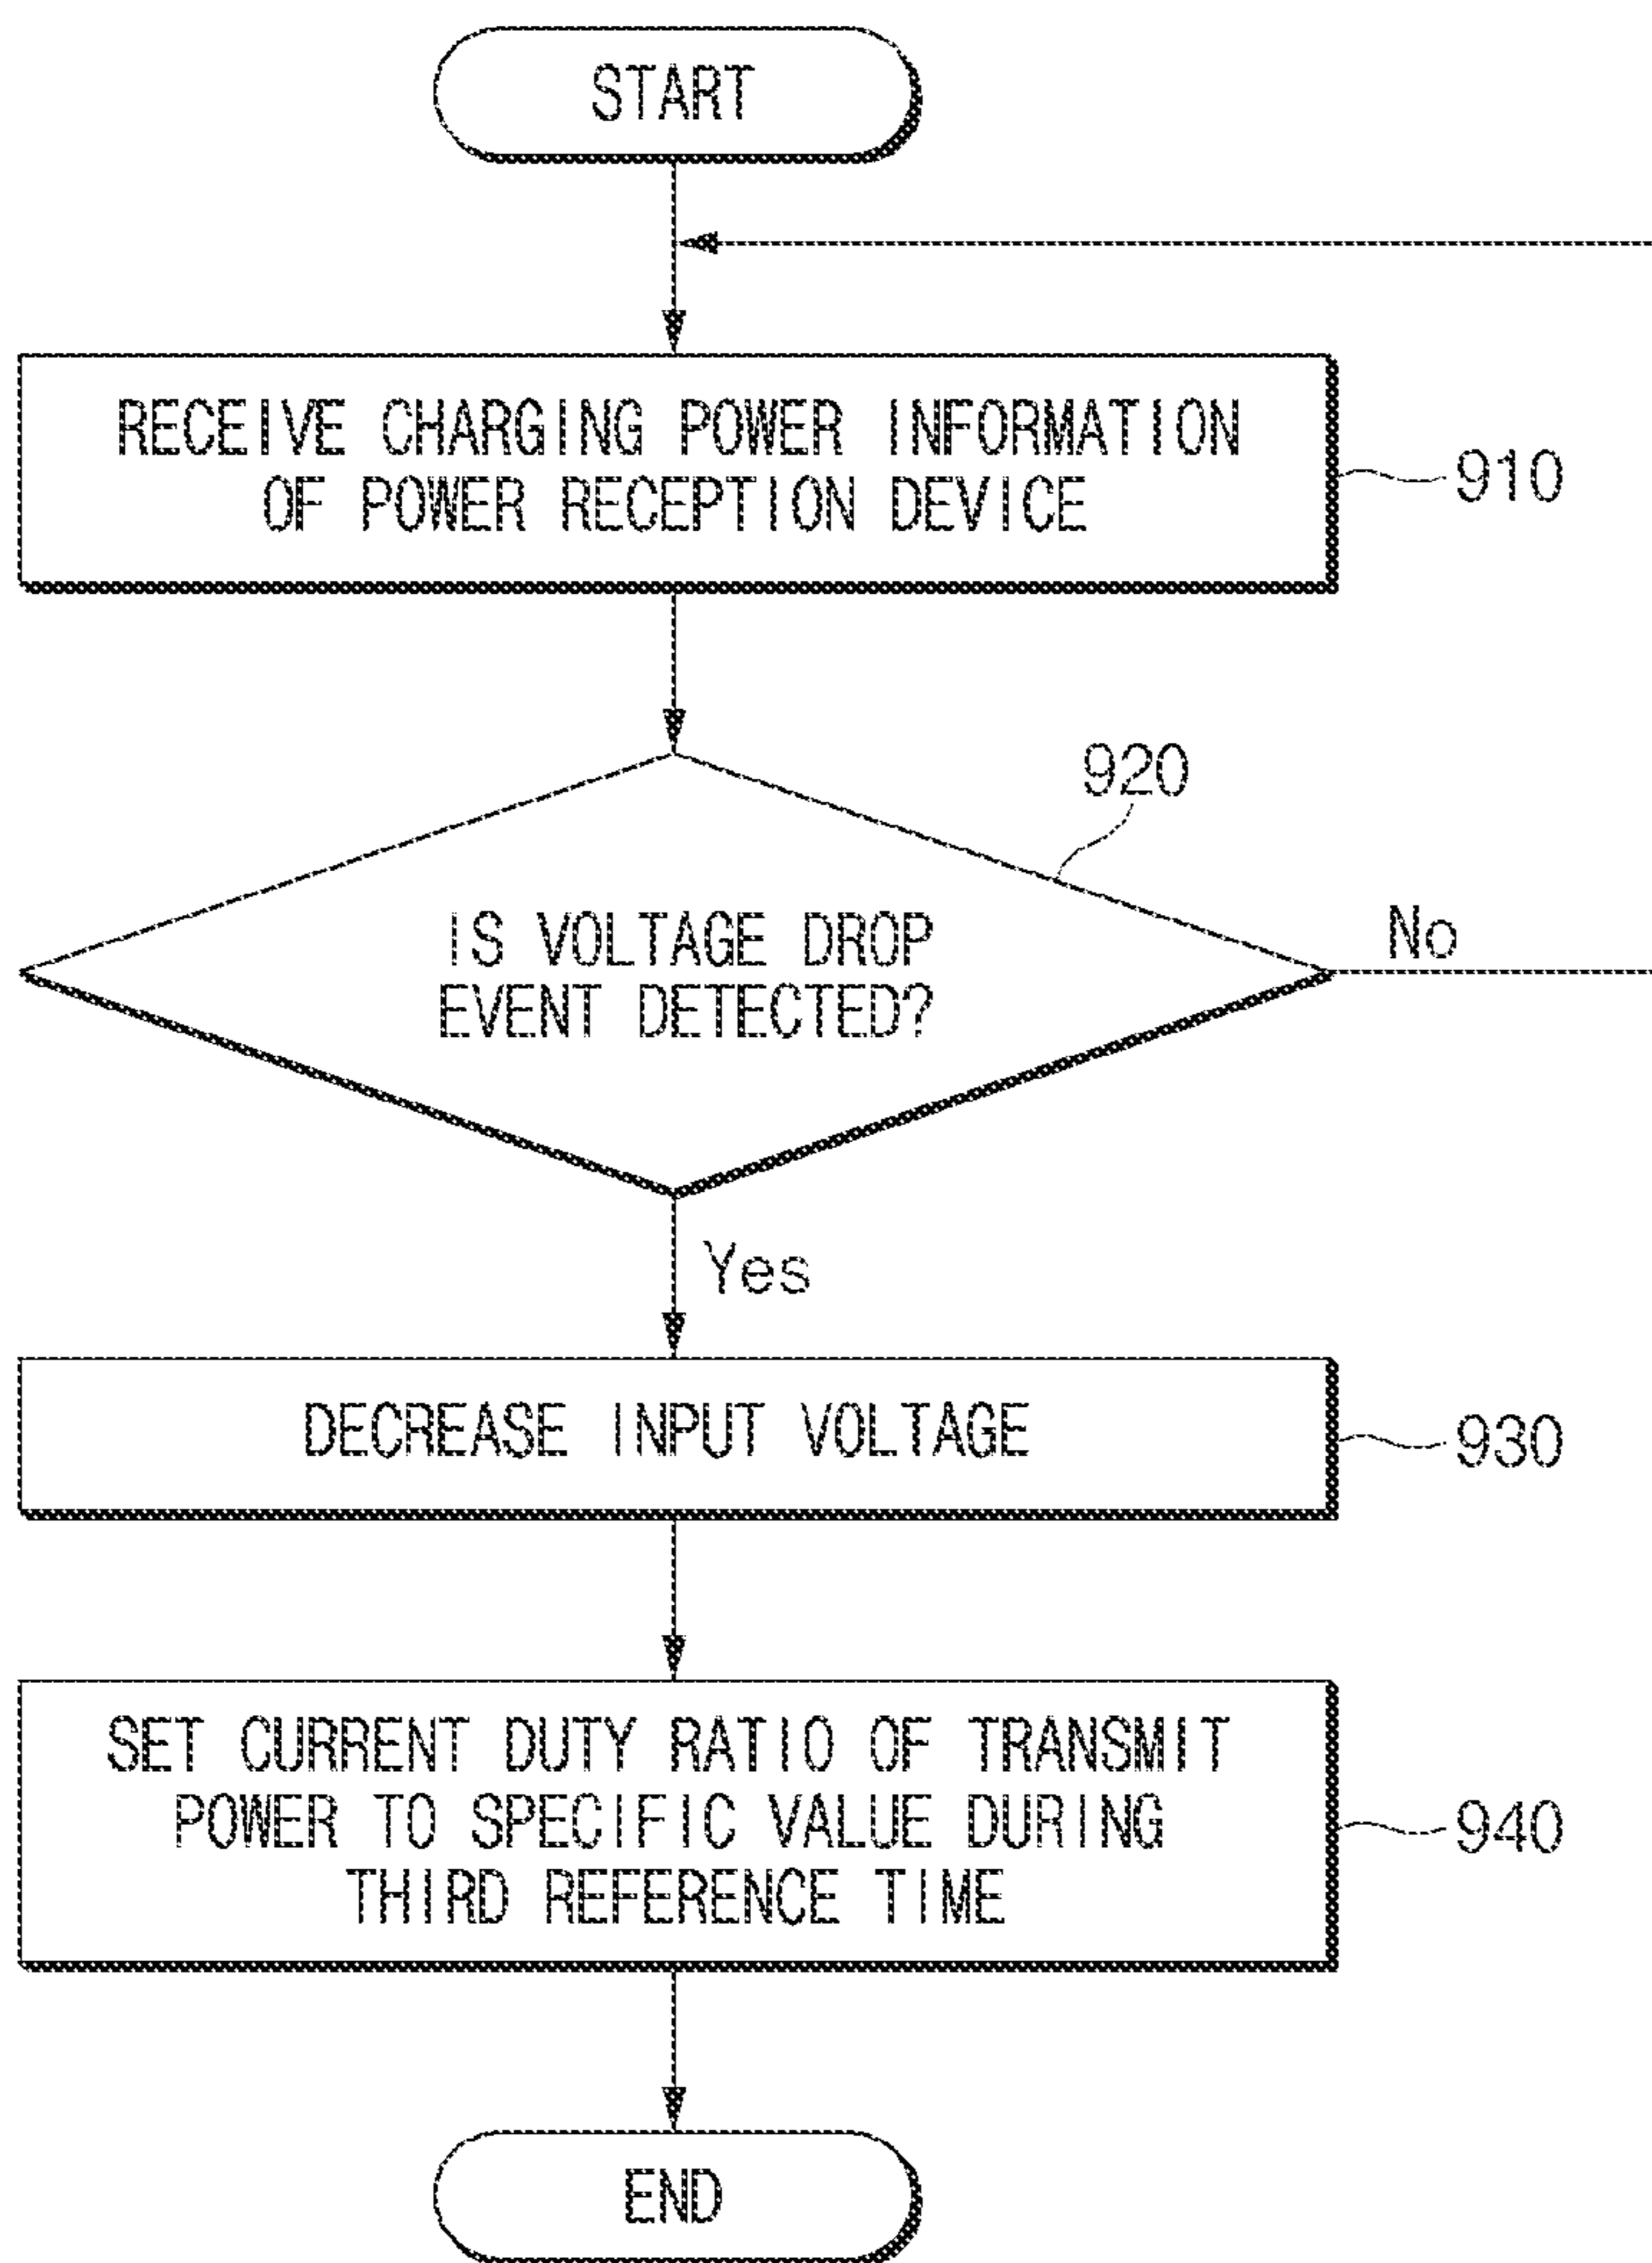 START
RECEIVE CHARGING POWER INFORMATION
OF POWER RECEPTION DEVICE
910
920
IS VOLTAGE DROP
EVENT DETECTED?
No
Yes
DECREASE INPUT VOLTAGE
930
SET CURRENT DUTY RATIO OF TRANSMIT
POWER TO SPECIFIC VALUE DURING
THIRD REFERENCE TIME
940
END